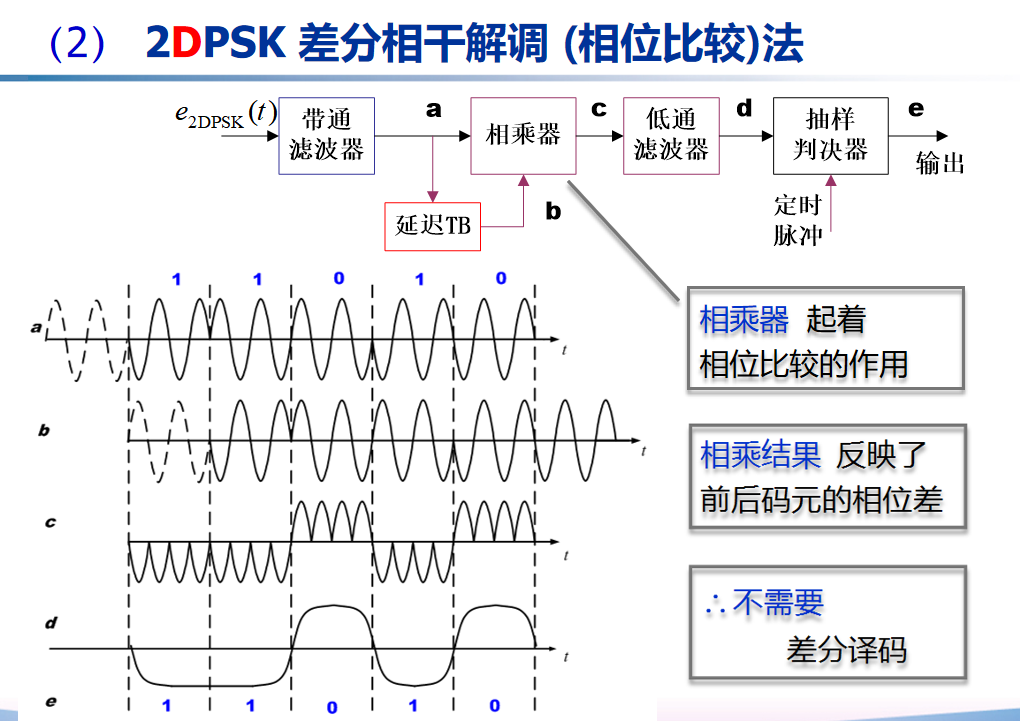 (2) 2DPSK 差分相干解调 (相位比较)法
e2DPSK(t)
带通
滤波器
a
相乘器
c
低通
滤波器
d
抽样
判决器
e
输出
延迟TB
b
定时
脉冲
1 1 0 1 0
a
t
b
t
c
t
d
t
e
1 1 0 1 0
相乘器 起着
相位比较的作用
相乘结果 反映了
前后码元的相位差
∴不需要
差分译码